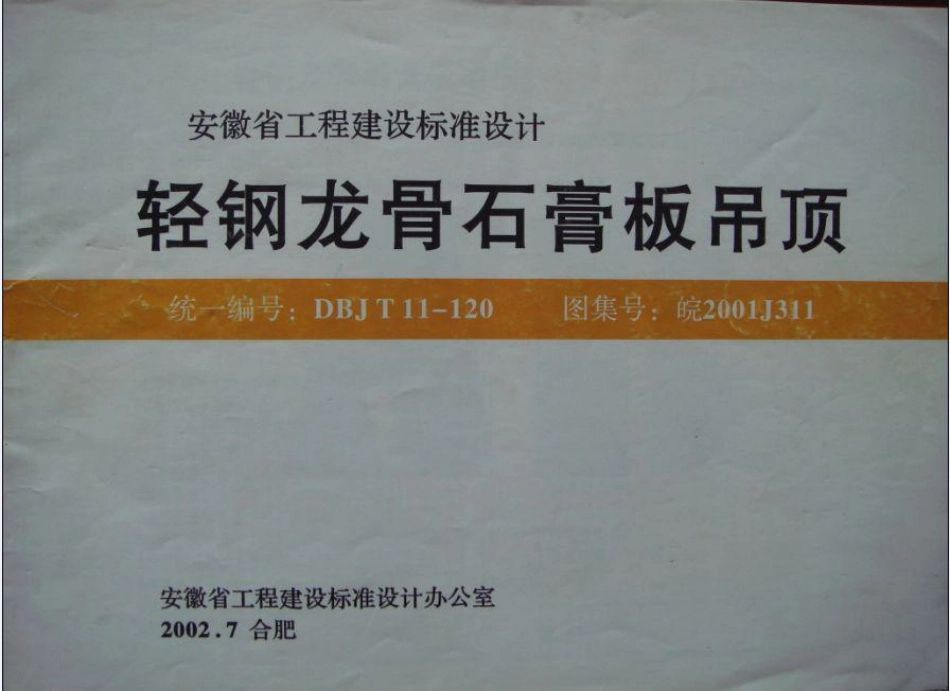 安徽省工程建设标准设计
轻钢龙骨石膏板吊顶
统一编号：DBJT11-120 图集号：皖2001J311
安徽省工程建设标准设计办公室
2002.7 合肥